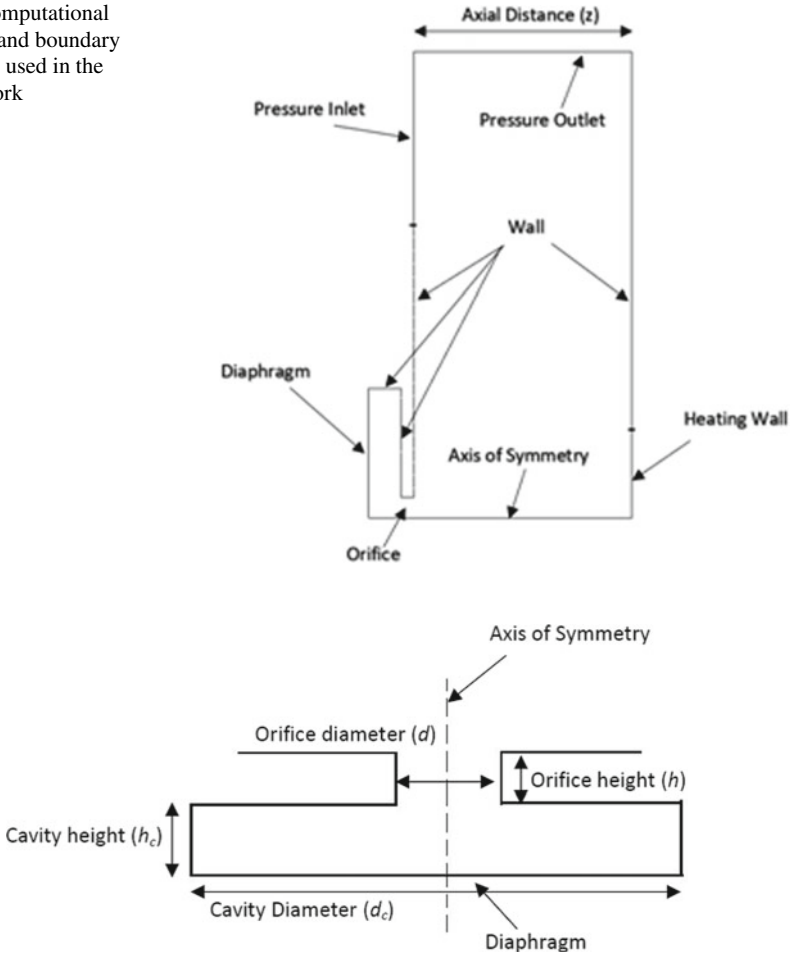 omputational
and boundary
used in the
ork
Axial Distance (z)
Pressure Inlet
Pressure Outlet
Wall
Diaphragm
Heating Wall
Axis of Symmetry
Orifice
Axis of Symmetry
Orifice diameter (d)
Orifice height (h)
Cavity height (hc)
Cavity Diameter (dc)
Diaphragm